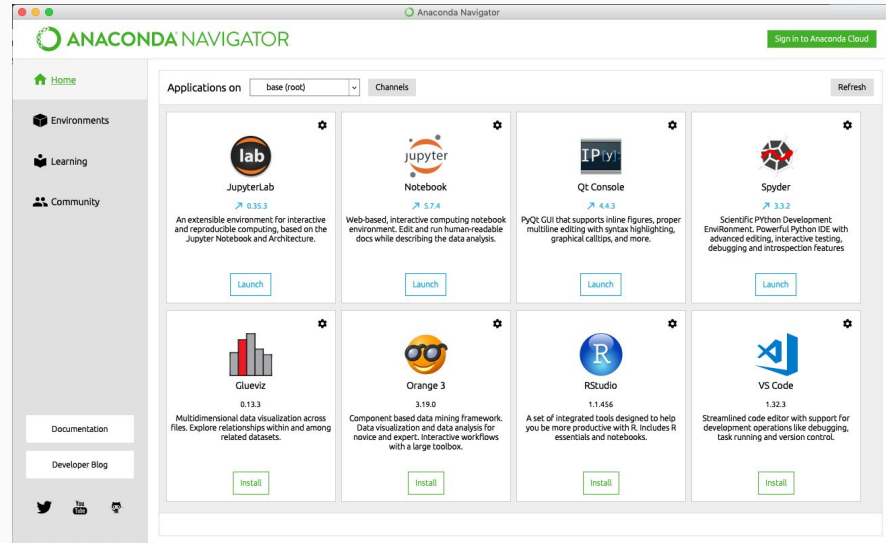 Anaconda Navigator
ANACONDA NAVIGATOR
Sign in to Anaconda Cloud
Home
Environments
Learning
Community
Documentation
Developer Blog
You
Tube
Applications on
base (root)
Channels
Refresh
lab
JupyterLab
0.35.3
An extensible environment for interactive
and reproducible computing, based on the
Jupyter Notebook and Architecture.
Launch
jupyter
Notebook
5.7.4
Web-based, interactive computing notebook
environment. Edit and run human-readable
docs while describing the data analysis.
Launch
IP[y]:
Qt Console
4.4.3
PyQt GUI that supports inline figures, proper
multiline editing with syntax highlighting,
graphical calltips, and more.
Launch
Spyder
3.3.2
Scientific PYthon Development
EnviRonment. Powerful Python IDE with
advanced editing, interactive testing,
debugging and introspection features
Launch
Glueviz
0.13.3
Multidimensional data visualization across
files. Explore relationships within and among
related datasets.
Install
Orange 3
3.19.0
Component based data mining framework.
Data visualization and data analysis for
novice and expert. Interactive workflows
with a large toolbox.
Install
R
RStudio
1.1.456
A set of integrated tools designed to help
you be more productive with R. Includes R
essentials and notebooks.
Install
VS Code
1.32.3
Streamlined code editor with support for
development operations like debugging,
task running and version control.
Install